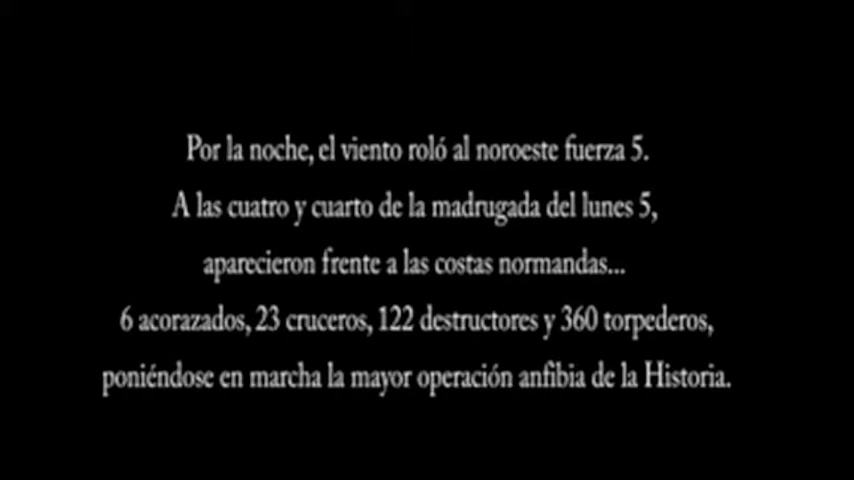 Por la noche, el viento roló al noroeste fuerza 5.
A las cuatro y cuarto de la madrugada del lunes 5,
aparecieron frente a las costas normandas...
6 acorazados, 23 cruceros, 122 destructores y 360 torpederos,
poniéndose en marcha la mayor operación anfibia de la Historia.